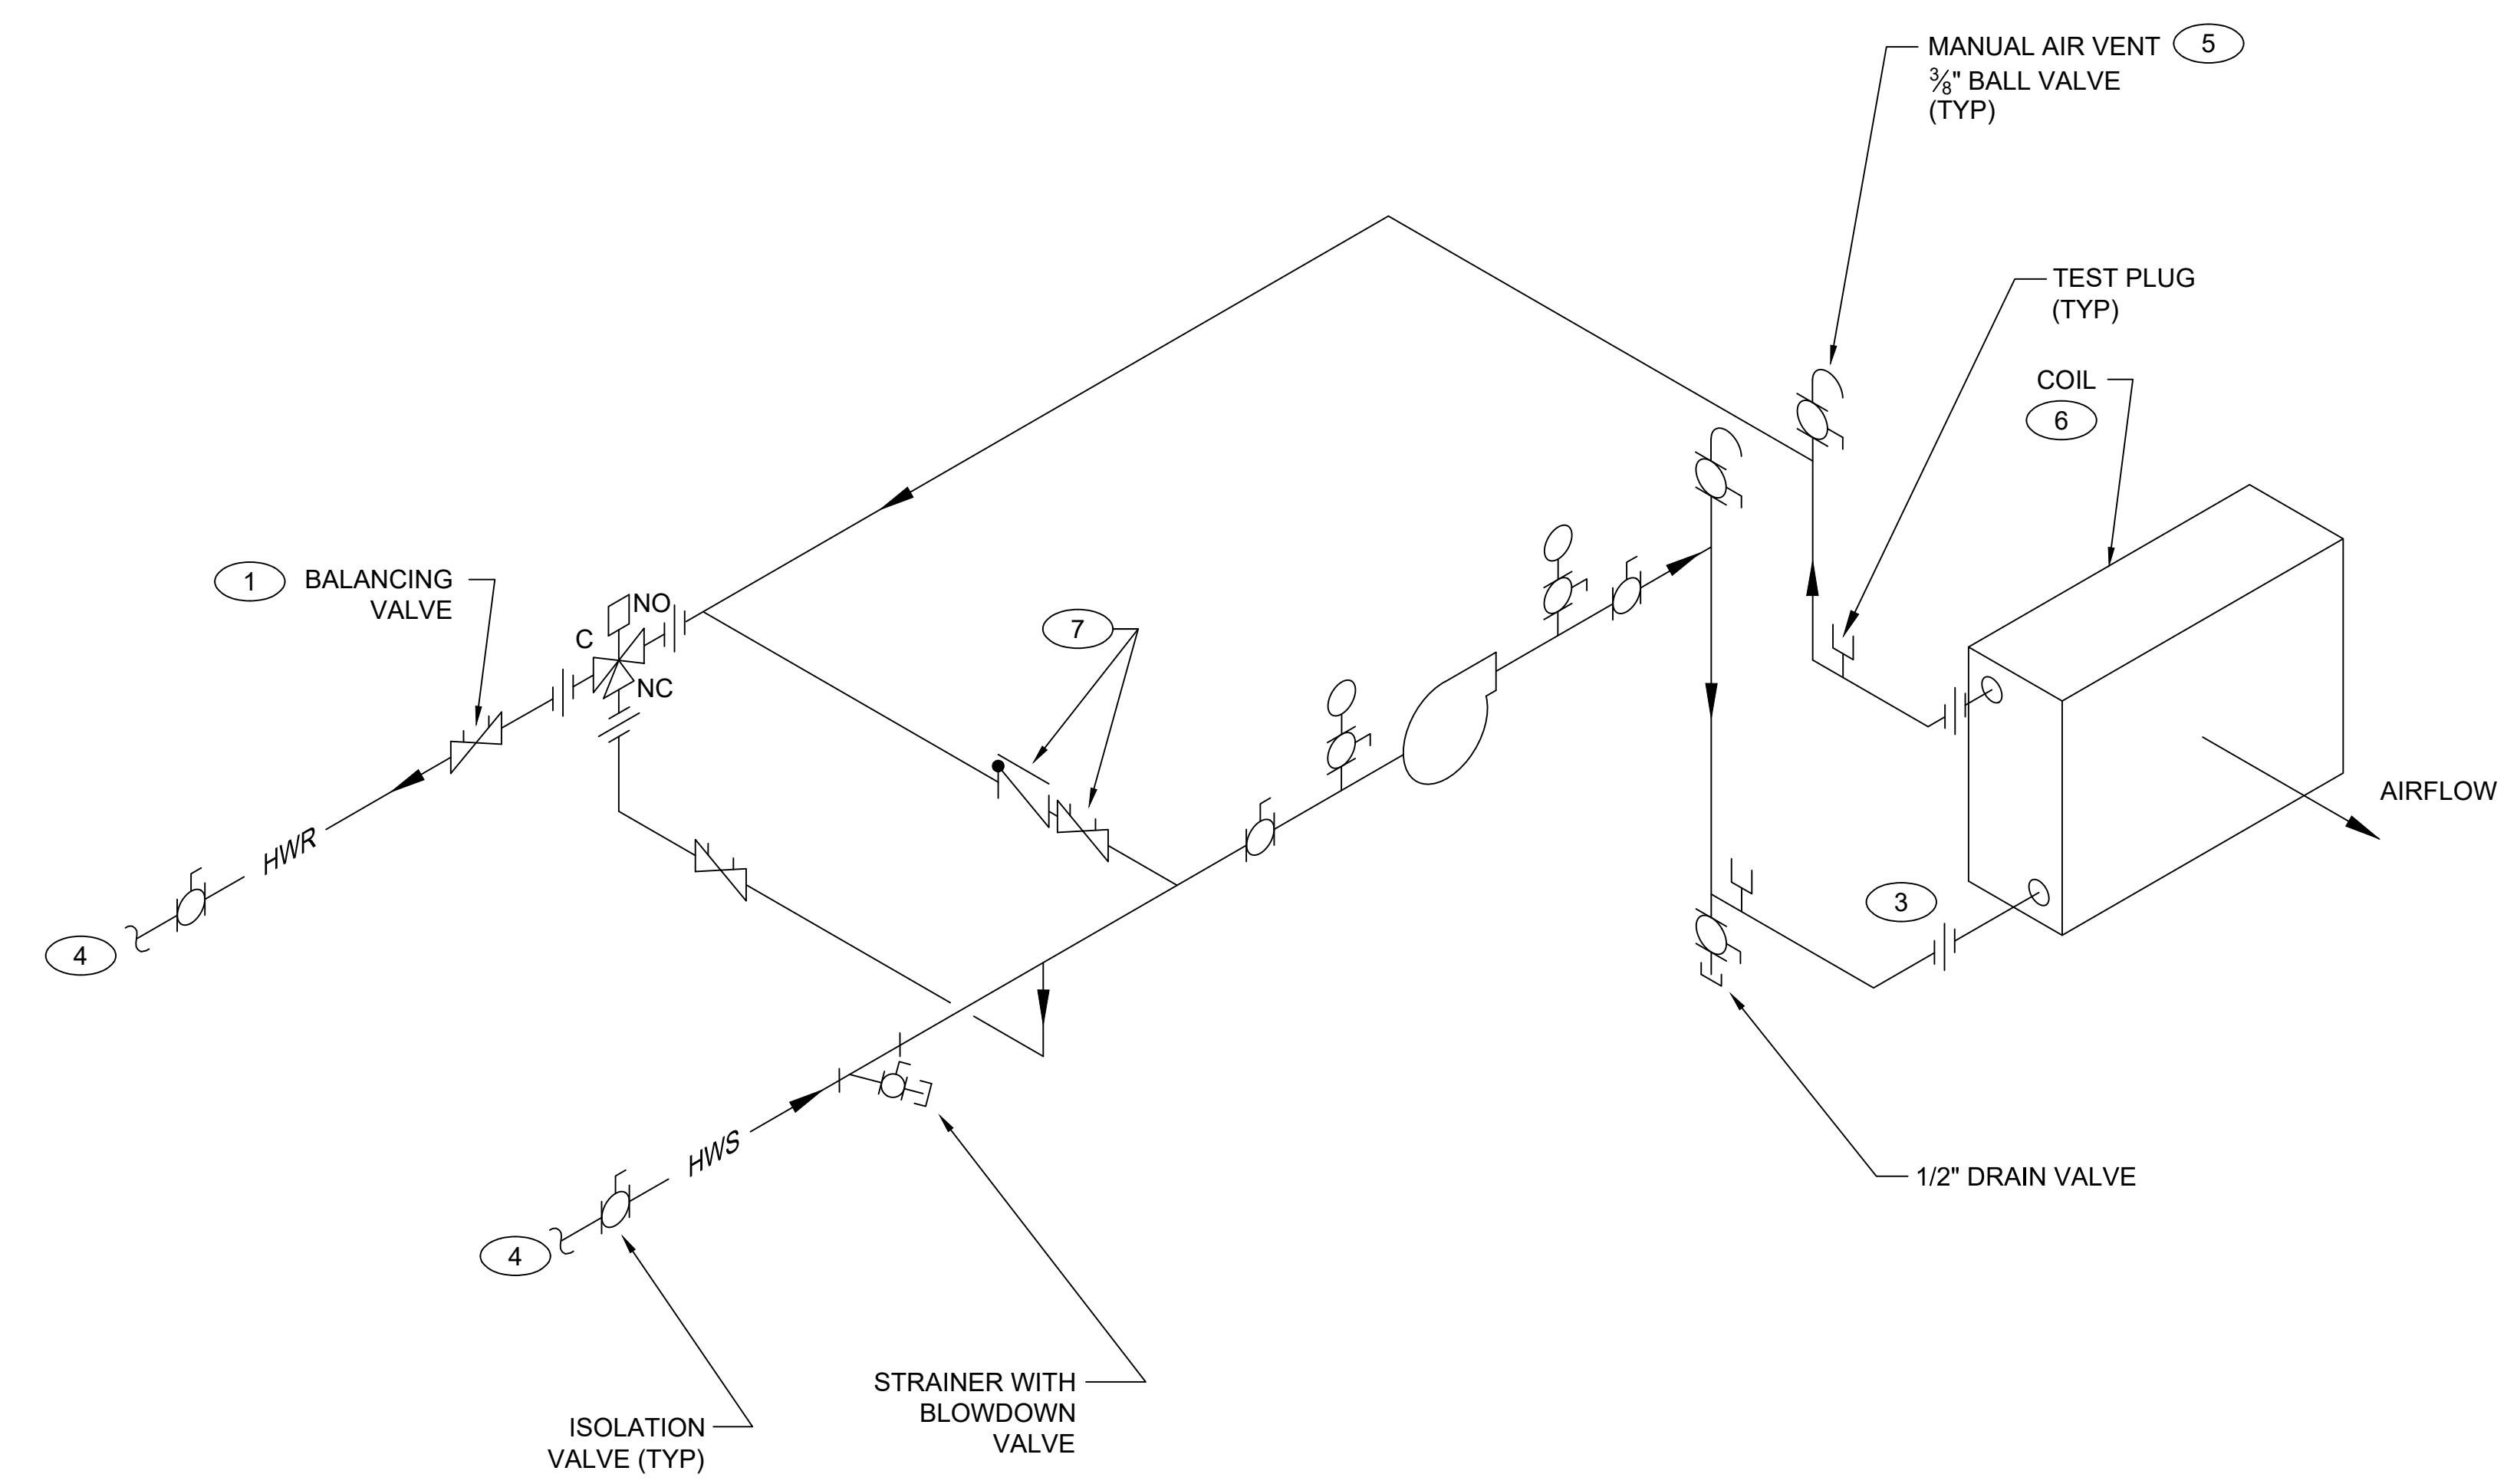 MANUAL AIR VENT 5
3/8" BALL VALVE
(TYP)
TEST PLUG
(TYP)
COIL
6
1 BALANCING
VALVE
NO
C
NC
7
AIRFLOW
HWR
4
3
HWS
1/2" DRAIN VALVE
4
STRAINER WITH
BLOWDOWN
VALVE
ISOLATION
VALVE (TYP)